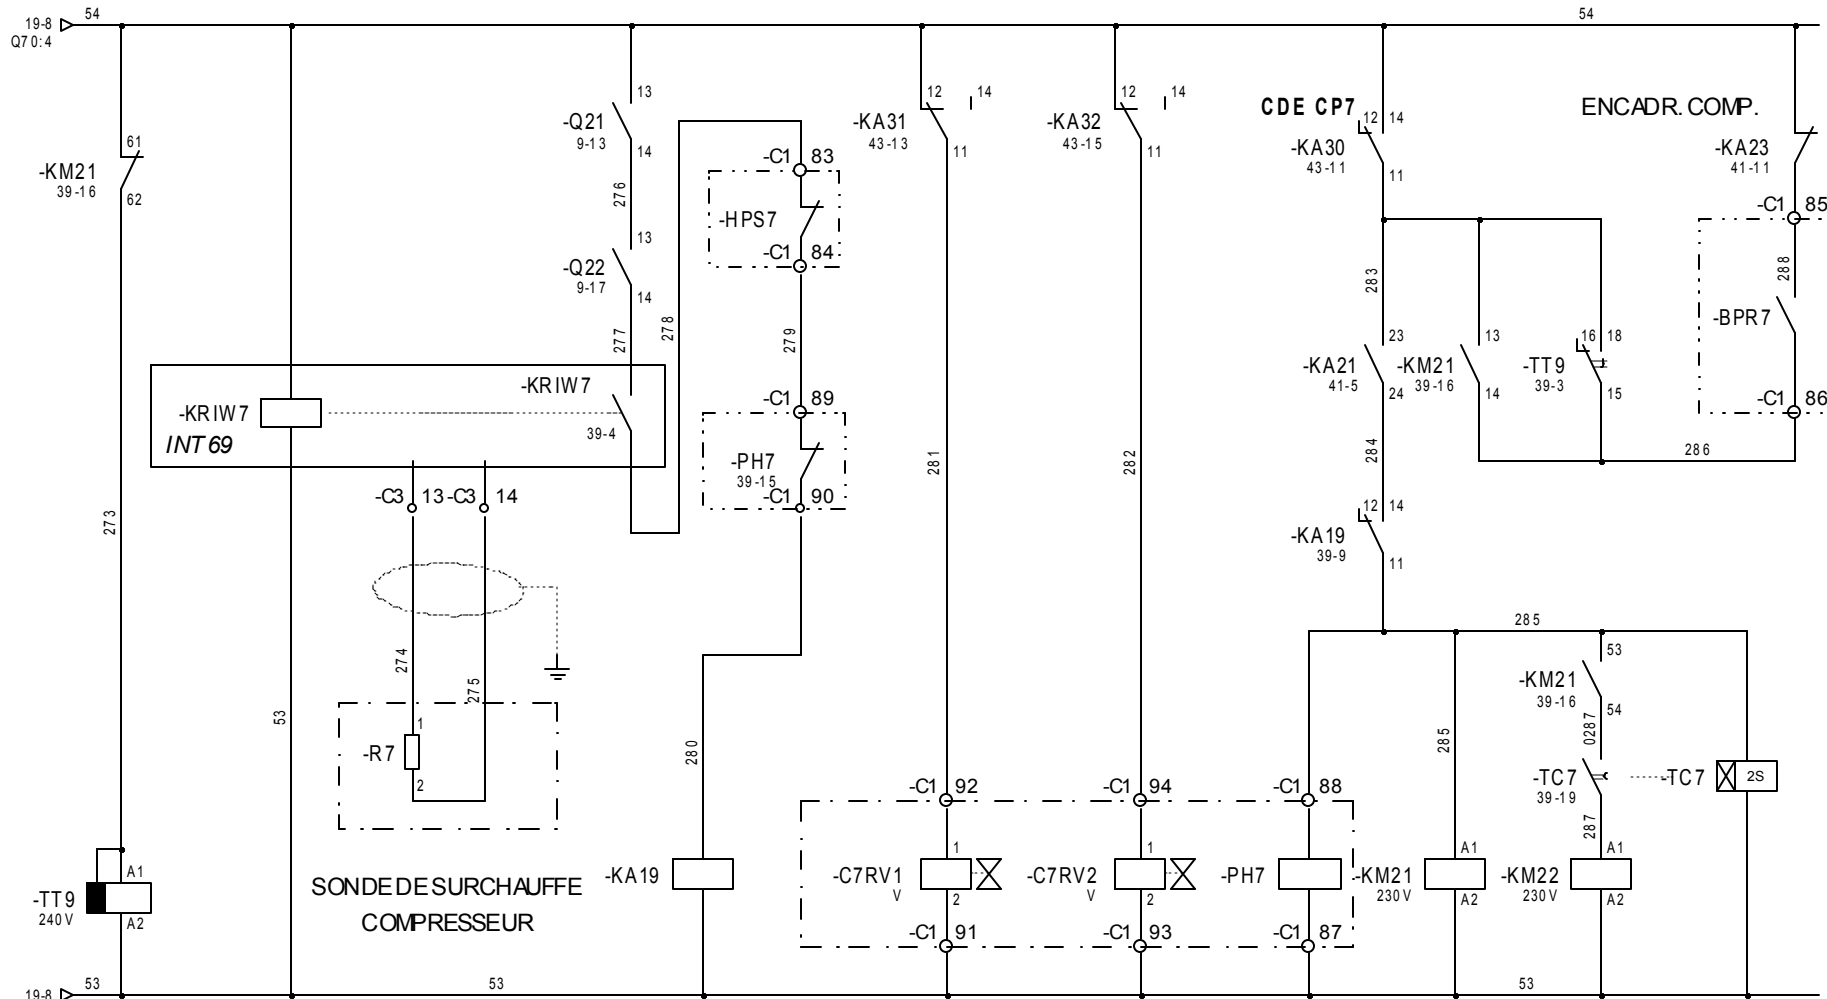 19-8
Q70:4
54
54
61
-KM21
39-16
62
273
A1
-TT9
240V
A2
19-8
53
-KRIW7
INT69
53
-C3
13
-C3
14
274
275
1
-R7
2
SONDE DE SURCHAUFFE
COMPRESSEUR
53
13
-Q21
9-13
14
276
13
-Q22
9-17
14
277
-KRIW7
39-4
278
-C1
83
-HPS7
-C1
84
279
-C1
89
-PH7
39-15
-C1
90
280
-KA19
12
14
-KA31
43-13
11
281
-C1
92
1
-C7RV1
V
2
-C1
91
12
14
-KA32
43-15
11
282
-C1
94
1
-C7RV2
V
2
-C1
93
CDE CP7
12
14
-KA30
43-11
11
283
23
-KA21
41-5
24
284
12
14
-KA19
39-9
11
13
-KM21
39-16
14
16
18
-TT9
39-3
15
ENCADR. COMP.
-KA23
41-11
-C1
85
288
-BPR7
-C1
86
286
285
-C1
88
-PH7
-C1
87
285
A1
-KM21
230V
A2
53
-KM21
39-16
54
0287
-TC7
39-19
287
A1
-KM22
230V
A2
-TC7
2S
53